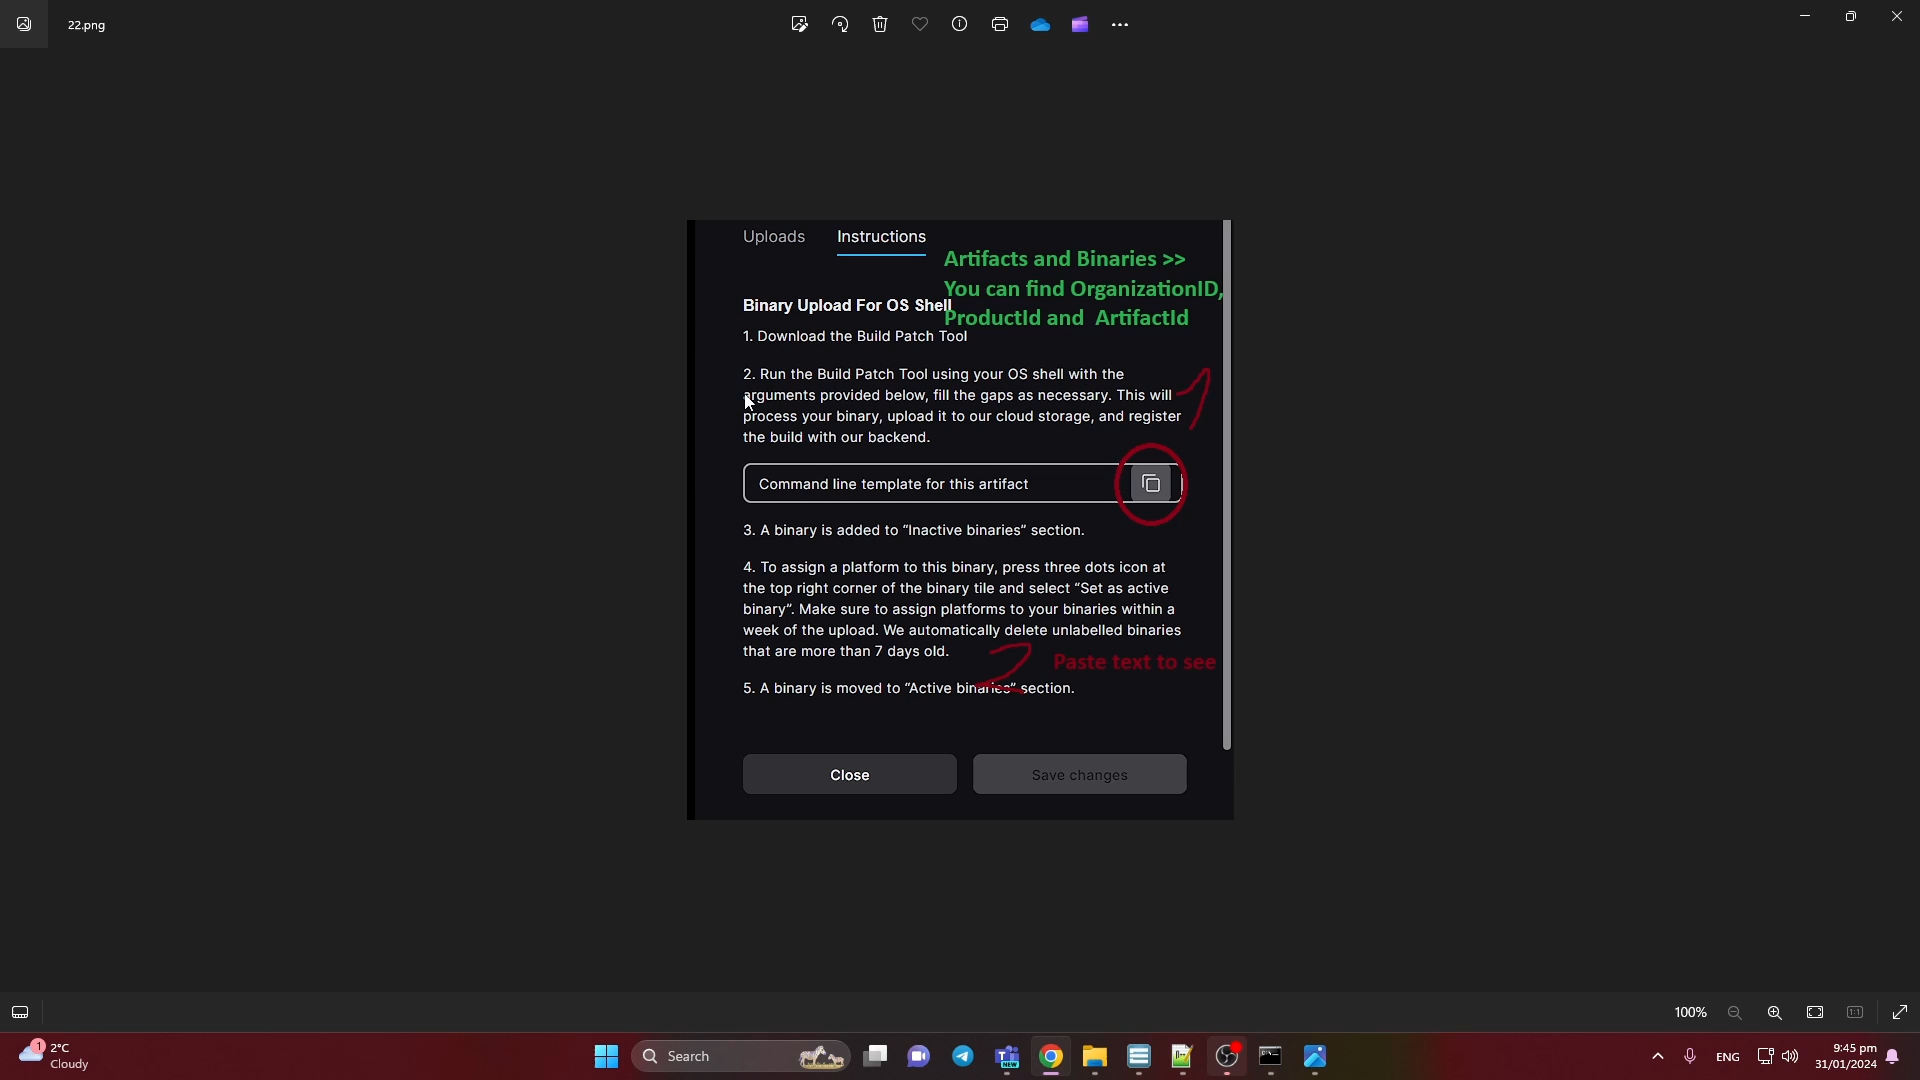 22.png
Uploads Instructions
Artifacts and Binaries >>
You can find OrganizationID,
ProductId and ArtifactId
Binary Upload For OS Shell
1. Download the Build Patch Tool
2. Run the Build Patch Tool using your OS shell with the
arguments provided below, fill the gaps as necessary. This will
process your binary, upload it to our cloud storage, and register
the build with our backend.
1
Command line template for this artifact
3. A binary is added to “Inactive binaries” section.
4. To assign a platform to this binary, press three dots icon at
the top right corner of the binary tile and select “Set as active
binary”. Make sure to assign platforms to your binaries within a
week of the upload. We automatically delete unlabelled binaries
that are more than 7 days old.
2 Paste text to see
5. A binary is moved to “Active binaries” section.
Close Save changes
100% 1:1
1 2°C
Cloudy
Search
NEW
ENG
9:45 pm
31/01/2024